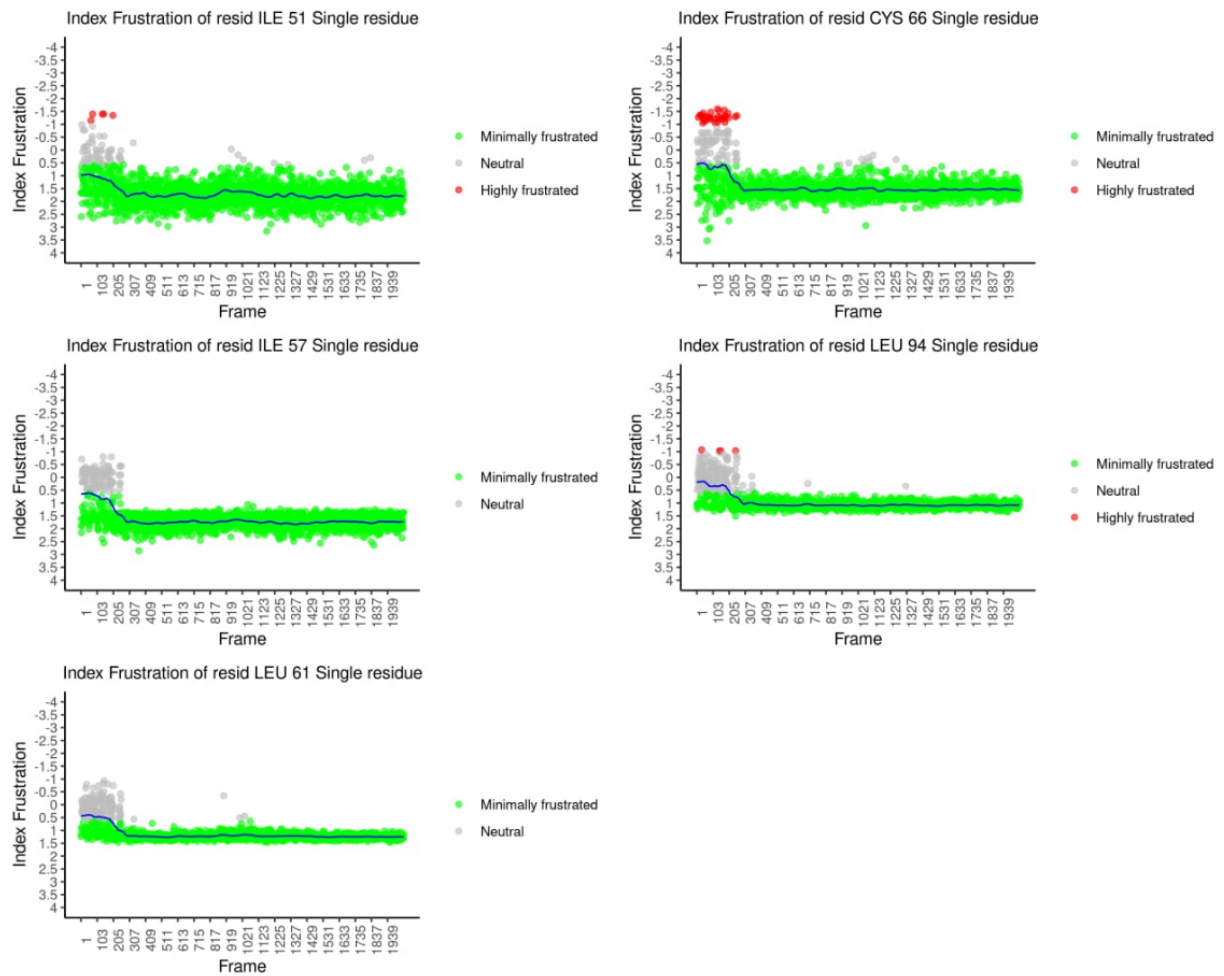 Index Frustration of resid ILE 51 Single residue
Index Frustration
-4
-3.5
-3
-2.5
-2
-1.5
-1
-0.5
0
0.5
1
1.5
2
2.5
3
3.5
4
1 103 205 307 409 511 613 715 817 919 1021 1123 1225 1327 1429 1531 1633 1735 1837 1939
Frame
Minimally frustrated
Neutral
Highly frustrated
Index Frustration of resid CYS 66 Single residue
Index Frustration
-4
-3.5
-3
-2.5
-2
-1.5
-1
-0.5
0
0.5
1
1.5
2
2.5
3
3.5
4
1 103 205 307 409 511 613 715 817 919 1021 1123 1225 1327 1429 1531 1633 1735 1837 1939
Frame
Minimally frustrated
Neutral
Highly frustrated
Index Frustration of resid ILE 57 Single residue
Index Frustration
-4
-3.5
-3
-2.5
-2
-1.5
-1
-0.5
0
0.5
1
1.5
2
2.5
3
3.5
4
1 103 205 307 409 511 613 715 817 919 1021 1123 1225 1327 1429 1531 1633 1735 1837 1939
Frame
Minimally frustrated
Neutral
Index Frustration of resid LEU 94 Single residue
Index Frustration
-4
-3.5
-3
-2.5
-2
-1.5
-1
-0.5
0
0.5
1
1.5
2
2.5
3
3.5
4
1 103 205 307 409 511 613 715 817 919 1021 1123 1225 1327 1429 1531 1633 1735 1837 1939
Frame
Minimally frustrated
Neutral
Highly frustrated
Index Frustration of resid LEU 61 Single residue
Index Frustration
-4
-3.5
-3
-2.5
-2
-1.5
-1
-0.5
0
0.5
1
1.5
2
2.5
3
3.5
4
1 103 205 307 409 511 613 715 817 919 1021 1123 1225 1327 1429 1531 1633 1735 1837 1939
Frame
Minimally frustrated
Neutral